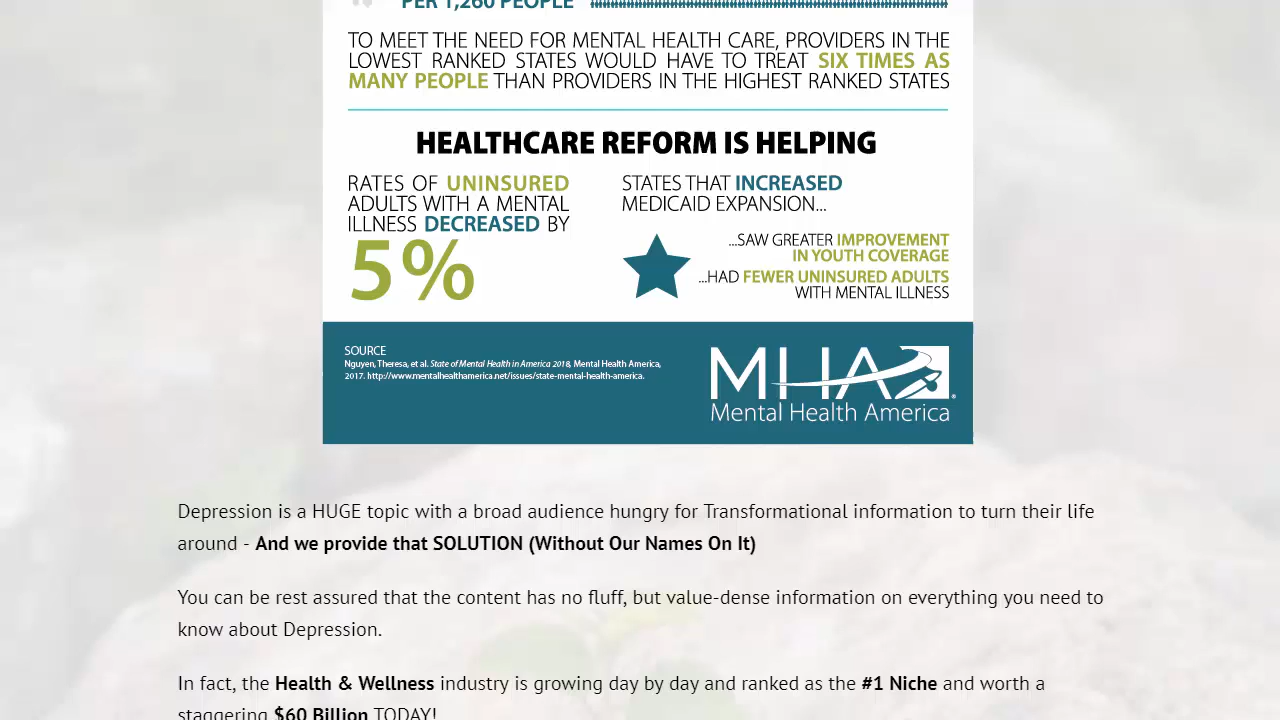 PER 1,260 PEOPLE
TO MEET THE NEED FOR MENTAL HEALTH CARE, PROVIDERS IN THE
LOWEST RANKED STATES WOULD HAVE TO TREAT SIX TIMES AS
MANY PEOPLE THAN PROVIDERS IN THE HIGHEST RANKED STATES
HEALTHCARE REFORM IS HELPING
RATES OF UNINSURED
ADULTS WITH A MENTAL
ILLNESS DECREASED BY
5%
STATES THAT INCREASED
MEDICAID EXPANSION...
...SAW GREATER IMPROVEMENT
IN YOUTH COVERAGE
...HAD FEWER UNINSURED ADULTS
WITH MENTAL ILLNESS
SOURCE
Nguyen, Theresa, et al. State of Mental Health in America 2018, Mental Health America,
2017. http://www.mentalhealthamerica.net/issues/state-mental-health-america.
MHA®
Mental Health America
Depression is a HUGE topic with a broad audience hungry for Transformational information to turn their life
around - And we provide that SOLUTION (Without Our Names On It)
You can be rest assured that the content has no fluff, but value-dense information on everything you need to
know about Depression.
In fact, the Health & Wellness industry is growing day by day and ranked as the #1 Niche and worth a
staggering $60 Billion TODAY!